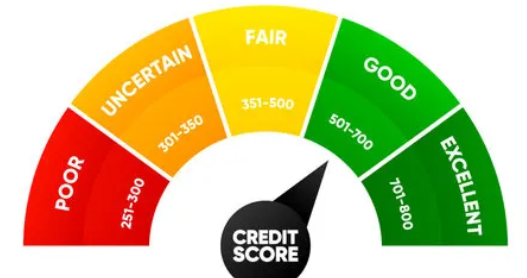 POOR
251-300
UNCERTAIN
301-350
FAIR
351-500
GOOD
501-700
EXCELLENT
701-800
CREDIT
SCORE